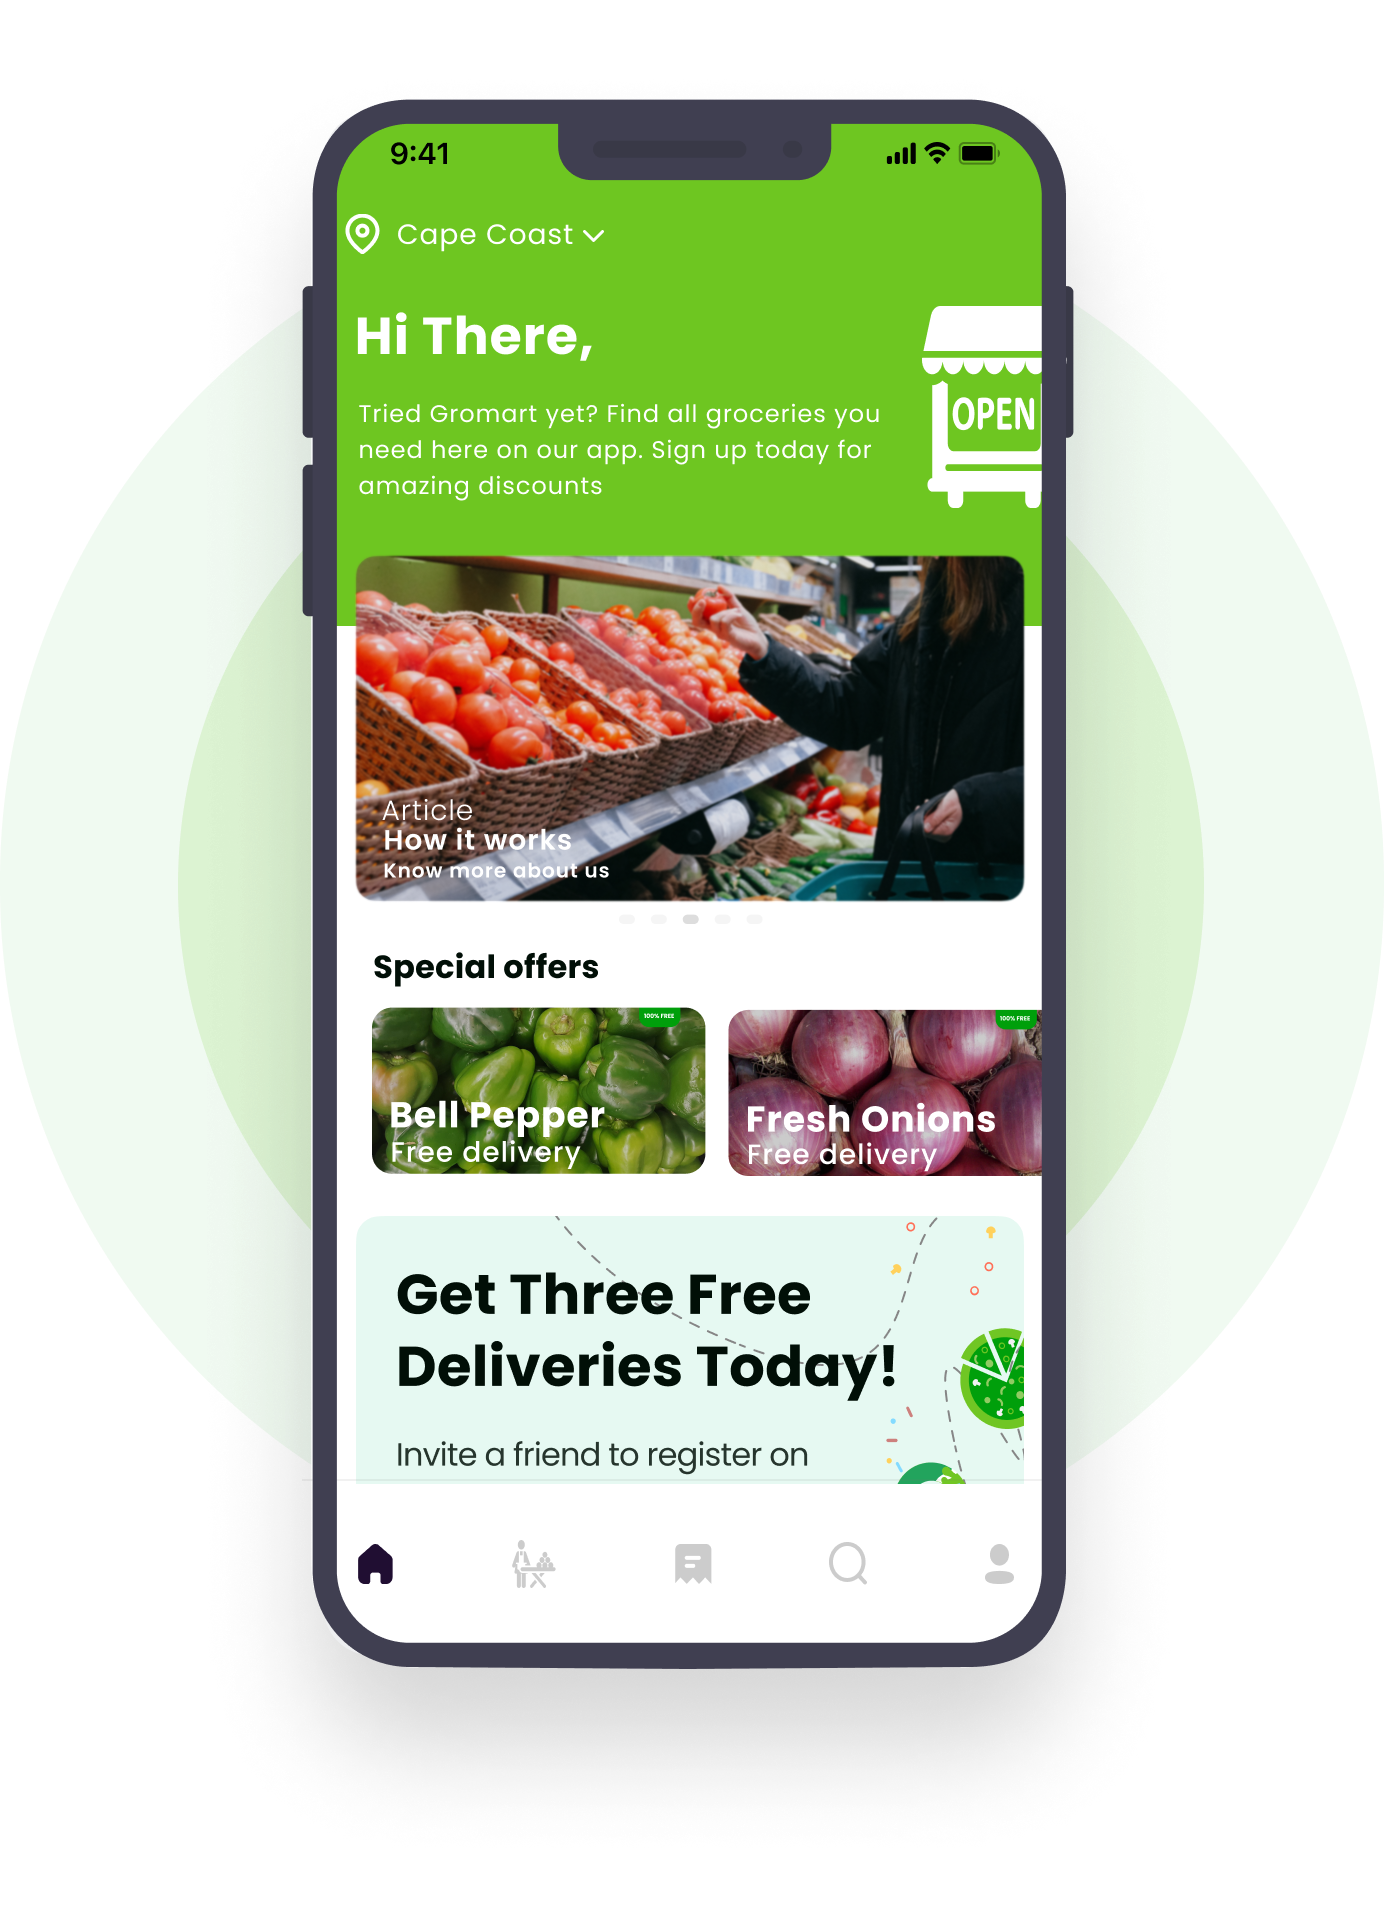 9:41
Cape Coast
Hi There,
Tried Gromart yet? Find all groceries you
need here on our app. Sign up today for
amazing discounts
OPEN
Article
How it works
Know more about us
Special offers
100% FREE
Bell Pepper
Free delivery
100% FREE
Fresh Onions
Free delivery
Get Three Free
Deliveries Today!
Invite a friend to register on